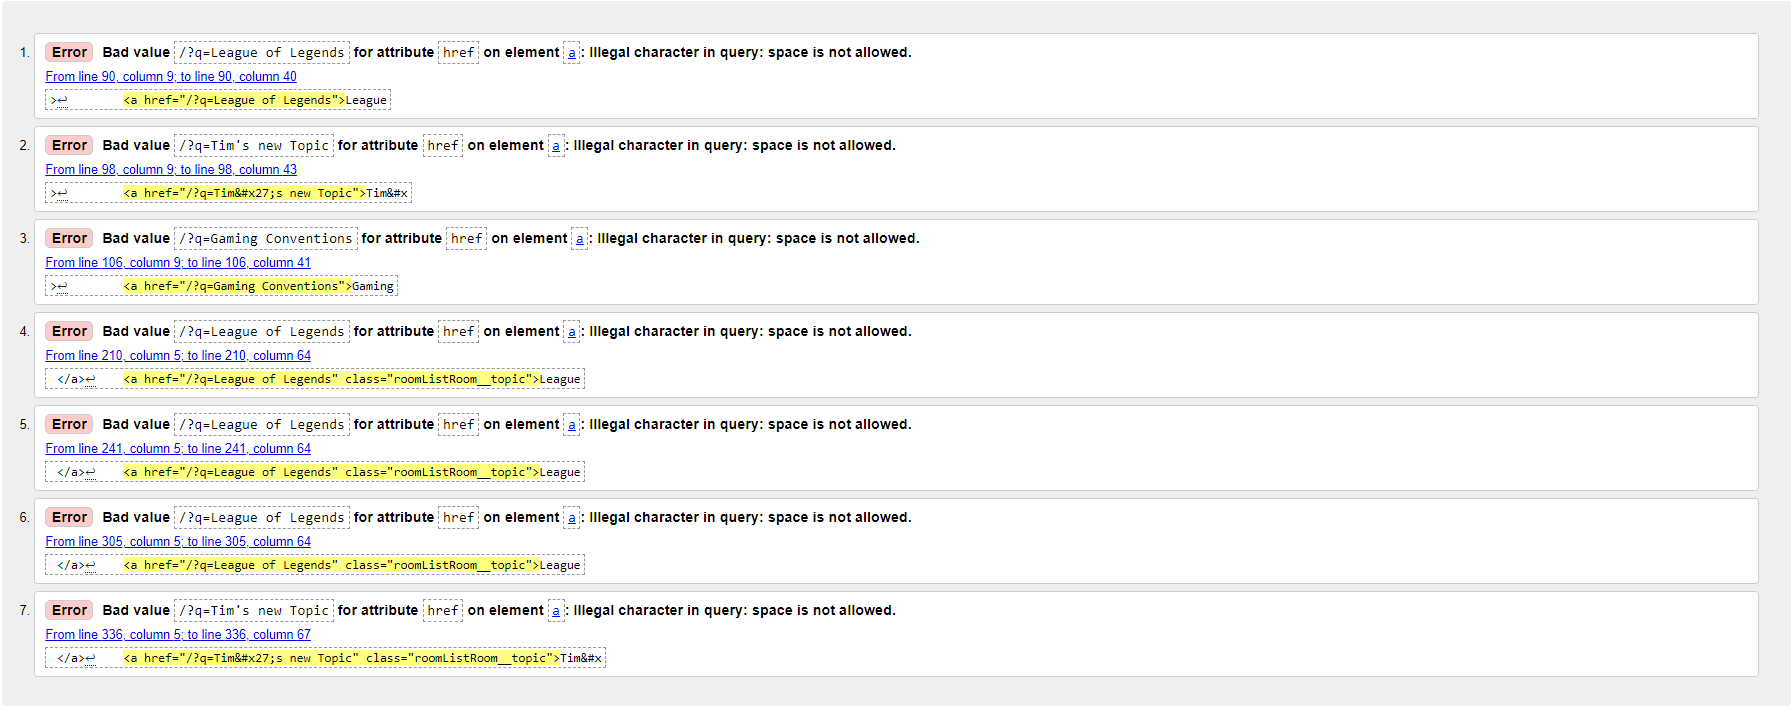 1. Error Bad value /?q=League of Legends for attribute href on element a: Illegal character in query: space is not allowed.
From line 90, column 9; to line 90, column 40
>↩ <a href="/?q=League of Legends">League
2. Error Bad value /?q=Tim's new Topic for attribute href on element a: Illegal character in query: space is not allowed.
From line 98, column 9; to line 98, column 43
>↩ <a href="/?q=Tim&#x27;s new Topic">Tim&#x
3. Error Bad value /?q=Gaming Conventions for attribute href on element a: Illegal character in query: space is not allowed.
From line 106, column 9; to line 106, column 41
>↩ <a href="/?q=Gaming Conventions">Gaming
4. Error Bad value /?q=League of Legends for attribute href on element a: Illegal character in query: space is not allowed.
From line 210, column 5; to line 210, column 64
</a>↩ <a href="/?q=League of Legends" class="roomListRoom__topic">League
5. Error Bad value /?q=League of Legends for attribute href on element a: Illegal character in query: space is not allowed.
From line 241, column 5; to line 241, column 64
</a>↩ <a href="/?q=League of Legends" class="roomListRoom__topic">League
6. Error Bad value /?q=League of Legends for attribute href on element a: Illegal character in query: space is not allowed.
From line 305, column 5; to line 305, column 64
</a>↩ <a href="/?q=League of Legends" class="roomListRoom__topic">League
7. Error Bad value /?q=Tim's new Topic for attribute href on element a: Illegal character in query: space is not allowed.
From line 336, column 5; to line 336, column 67
</a>↩ <a href="/?q=Tim&#x27;s new Topic" class="roomListRoom__topic">Tim&#x